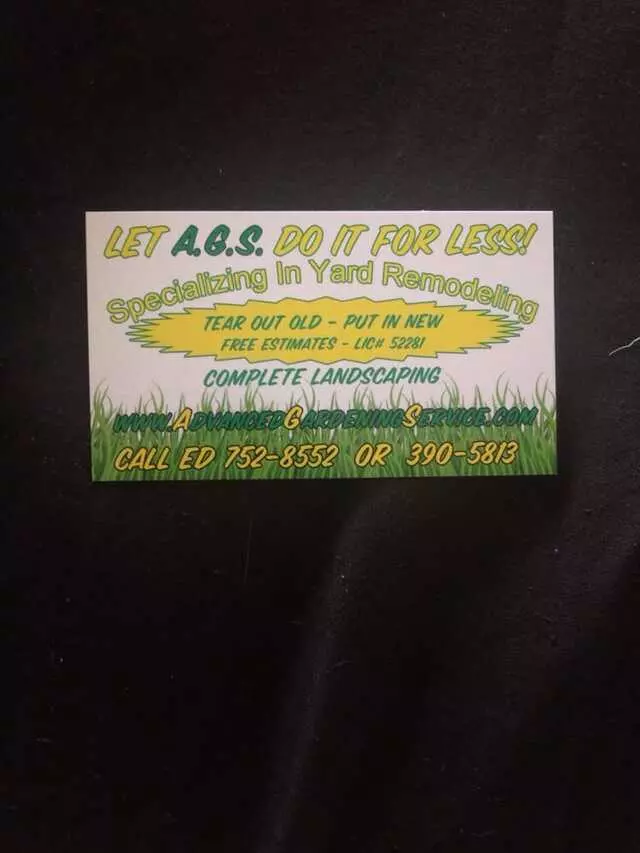 LET A.G.S. DO IT FOR LESS!
Specializing In Yard Remodeling
TEAR OUT OLD - PUT IN NEW
FREE ESTIMATES - LIC# 52281
COMPLETE LANDSCAPING
WWW.ADVANCEDGARDENINGSERVICE.COM
CALL ED 752-8552 OR 390-5813